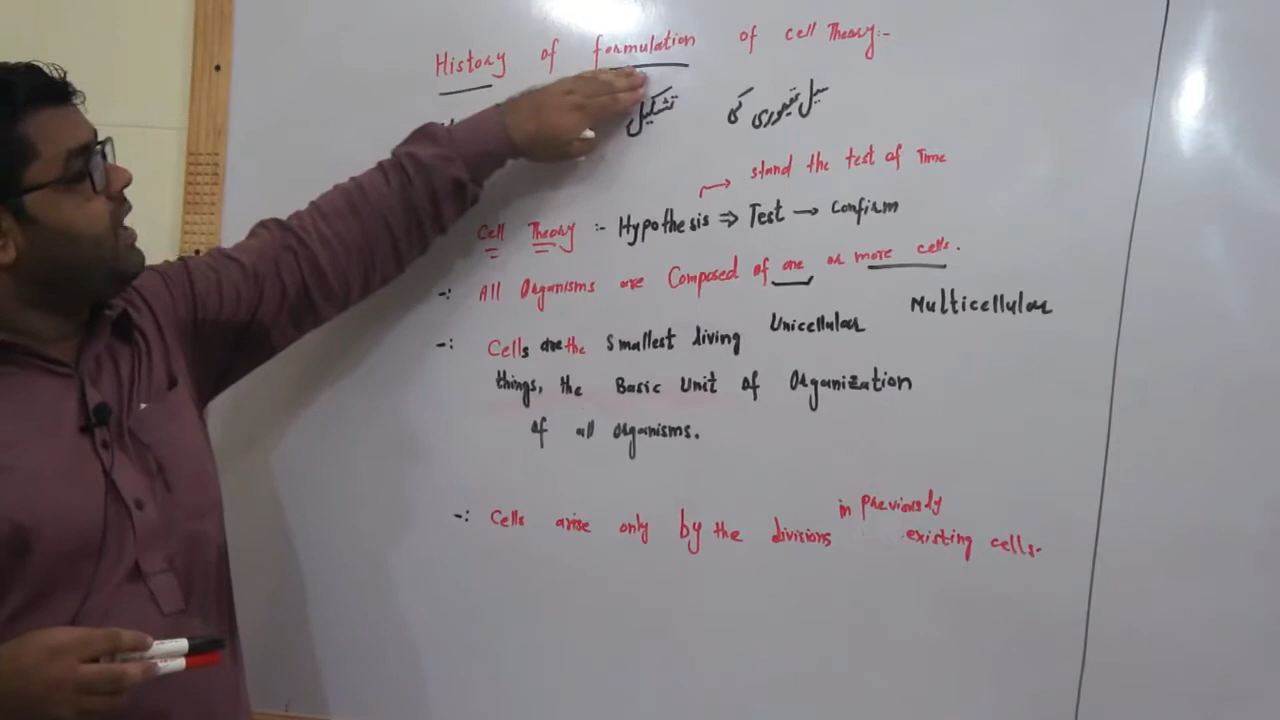 History of formulation of cell Theory:-
سیل تھیوری کی تشکیل
stand the test of Time
Cell Theory :- Hypothesis ⇒ Test → Confirm
-: All Organisms are Composed of one or more cells.
Unicellular Multicellular
-: Cells are the Smallest living
things, the Basic Unit of Organization
of all organisms.
-: Cells arise only by the divisions in previously
existing cells.